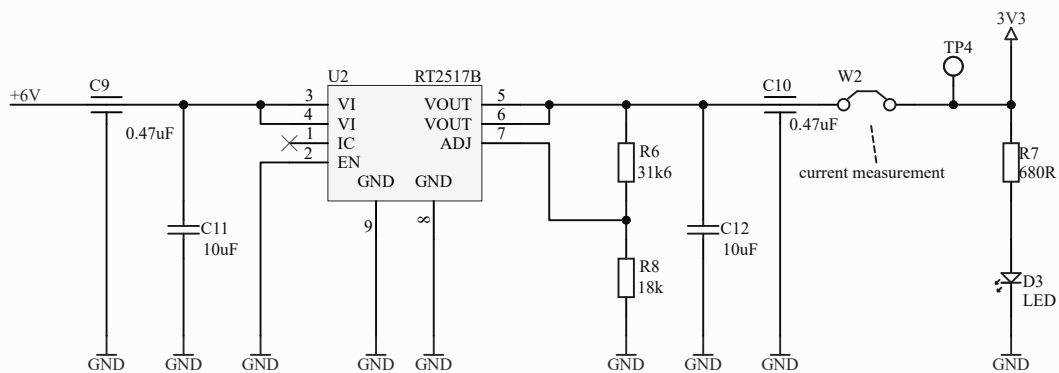 3V3
TP4
U2 RT2517B
C9 C10 W2
+6V
3 VI VOUT 5
4 VI VOUT 6
1 IC ADJ 7
2 EN
GND GND
9 8
0.47uF 0.47uF
R6
31k6
R7
680R
current measurement
C11
10uF
C12
10uF
R8
18k
D3
LED
GND GND GND GND GND GND GND GND GND